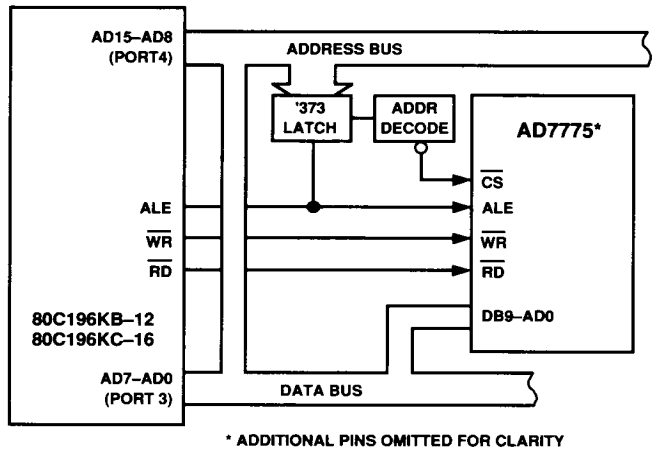 AD15–AD8
(PORT4)
ADDRESS BUS
'373
LATCH
ADDR
DECODE
AD7775*
CS
ALE
ALE
WR
WR
RD
RD
80C196KB–12
80C196KC–16
DB9–AD0
AD7–AD0
(PORT 3)
DATA BUS
* ADDITIONAL PINS OMITTED FOR CLARITY